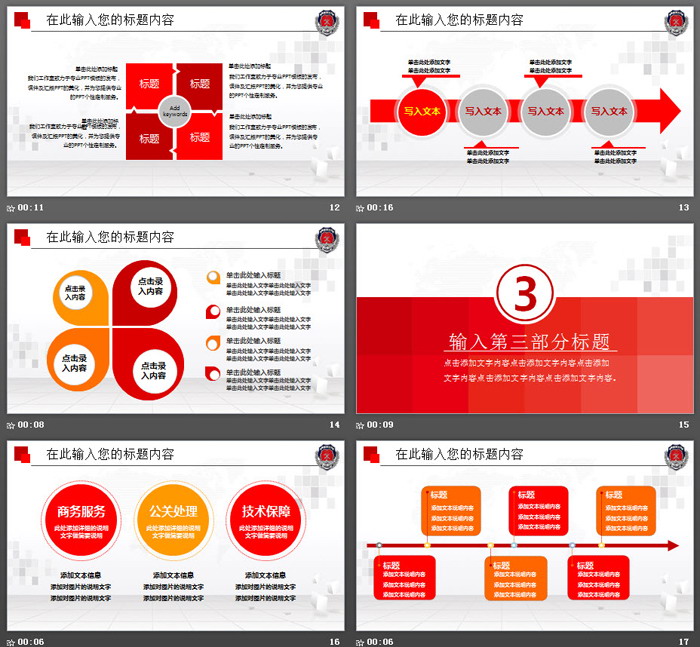 在此输入您的标题内容
单击此处添加标题
我们工作室致力于专业PPT模板的发布，
课件及汇报PPT的美化，并为您提供专
业的PPT个性定制服务。
单击此处添加标题
我们工作室致力于专业PPT模板的发布，
课件及汇报PPT的美化，并为您提供专
业的PPT个性定制服务。
标题
标题
标题
标题
Add
keywords
单击此处添加标题
我们工作室致力于专业PPT模板的发布，
课件及汇报PPT的美化，并为您提供专
业的PPT个性定制服务。
单击此处添加标题
我们工作室致力于专业PPT模板的发布，
课件及汇报PPT的美化，并为您提供专
业的PPT个性定制服务。
00:11
12
在此输入您的标题内容
单击此处添加文字
单击此处添加文字
单击此处添加文字
单击此处添加文字
写入文本
写入文本
写入文本
写入文本
单击此处添加文字
单击此处添加文字
单击此处添加文字
单击此处添加文字
00:16
13
在此输入您的标题内容
点击录
入内容
点击录
入内容
点击录
入内容
点击录
入内容
单击此处输入标题
单击此处输入文字单击此处输入文字
单击此处输入文字单击此处输入文字
单击此处输入标题
单击此处输入文字单击此处输入文字
单击此处输入文字单击此处输入文字
单击此处输入标题
单击此处输入文字单击此处输入文字
单击此处输入文字单击此处输入文字
单击此处输入标题
单击此处输入文字单击此处输入文字
单击此处输入文字单击此处输入文字
00:08
14
3
输入第三部分标题
点击添加文字内容点击添加文字内容点击添加
文字内容点击添加文字内容点击添加文字内容。
00:09
15
在此输入您的标题内容
商务服务
此处添加详细的说明
文字做简要说明
公关处理
此处添加详细的说明
文字做简要说明
技术保障
此处添加详细的说明
文字做简要说明
添加文本信息
添加对图片的说明文字
添加对图片的说明文字
添加文本信息
添加对图片的说明文字
添加对图片的说明文字
添加文本信息
添加对图片的说明文字
添加对图片的说明文字
00:06
16
在此输入您的标题内容
标题
添加文本说明内容
添加文本说明内容
添加文本说明内容
标题
添加文本说明内容
添加文本说明内容
添加文本说明内容
标题
添加文本说明内容
添加文本说明内容
添加文本说明内容
标题
添加文本说明内容
添加文本说明内容
添加文本说明内容
标题
添加文本说明内容
添加文本说明内容
添加文本说明内容
标题
添加文本说明内容
添加文本说明内容
添加文本说明内容
00:06
17